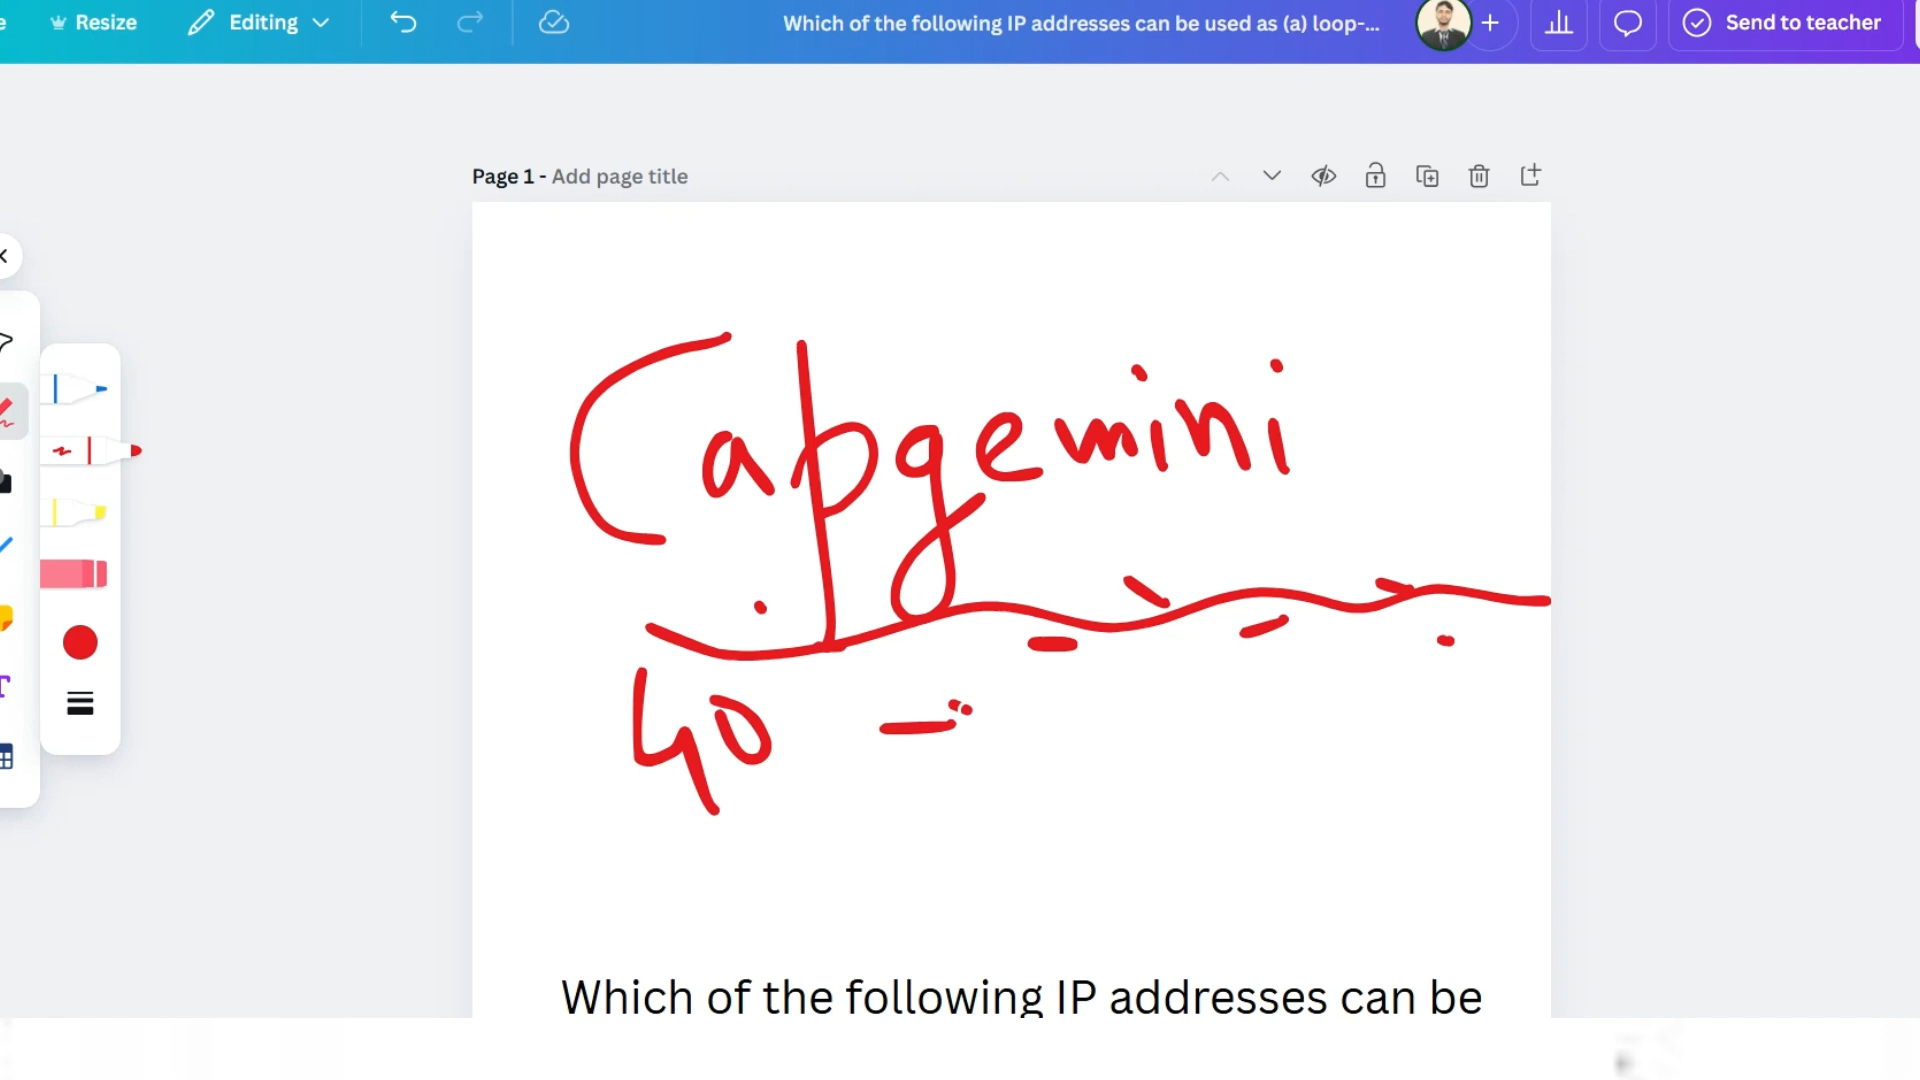 Resize Editing Which of the following IP addresses can be used as (a) loop-... Send to teacher
Page 1 - Add page title
Capgemini
40 -
Which of the following IP addresses can be